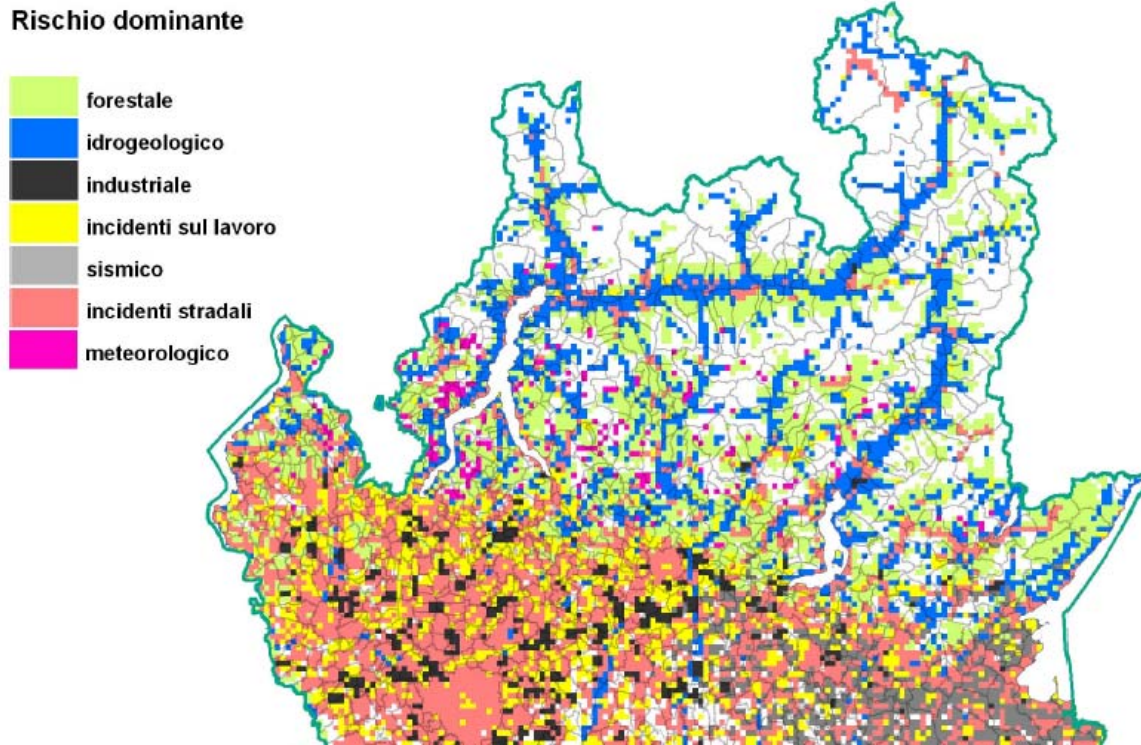 Rischio dominante
forestale
idrogeologico
industriale
incidenti sul lavoro
sismico
incidenti stradali
meteorologico